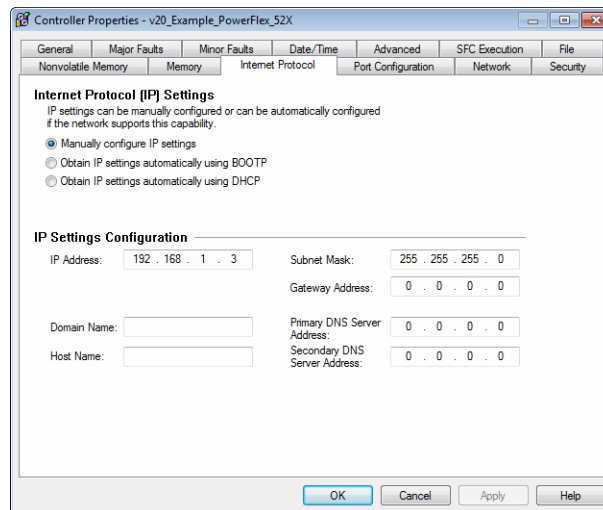 Controller Properties - v20_Example_PowerFlex_52X
General Major Faults Minor Faults Date/Time Advanced SFC Execution File
Nonvolatile Memory Memory Internet Protocol Port Configuration Network Security
Internet Protocol (IP) Settings
IP settings can be manually configured or can be automatically configured
if the network supports this capability.
Manually configure IP settings
Obtain IP settings automatically using BOOTP
Obtain IP settings automatically using DHCP
IP Settings Configuration
IP Address: 192 . 168 . 1 . 3 Subnet Mask: 255 . 255 . 255 . 0
Gateway Address: 0 . 0 . 0 . 0
Domain Name: Primary DNS Server
Address: 0 . 0 . 0 . 0
Host Name: Secondary DNS
Server Address: 0 . 0 . 0 . 0
OK Cancel Apply Help